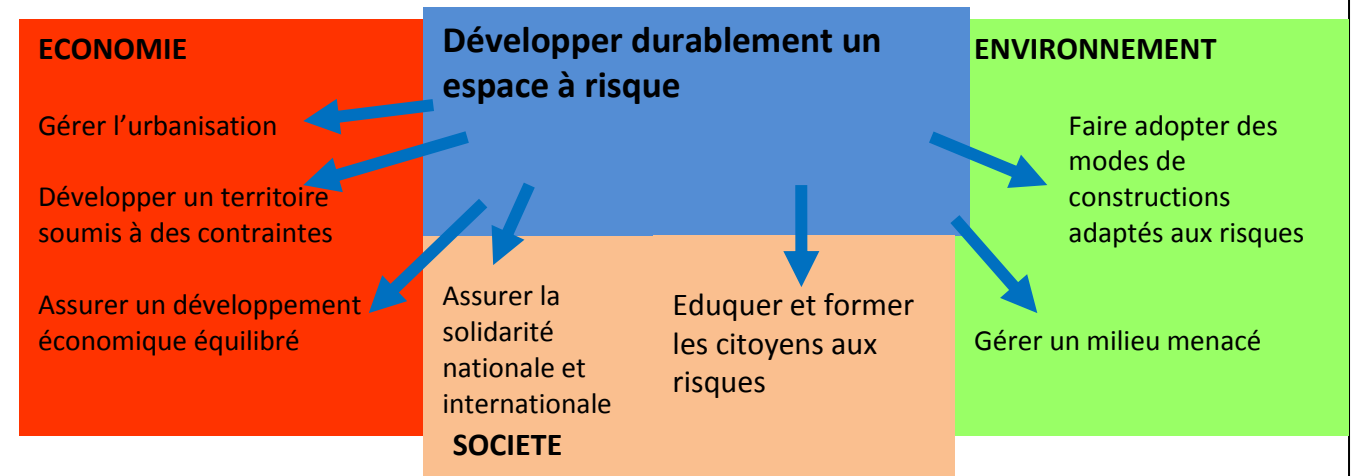 ECONOMIE
Gérer l’urbanisation
Développer un territoire
soumis à des contraintes
Assurer un développement
économique équilibré
Développer durablement un
espace à risque
Assurer la
solidarité
nationale et
internationale
SOCIETE
Eduquer et former
les citoyens aux
risques
ENVIRONNEMENT
Faire adopter des
modes de
constructions
adaptés aux risques
Gérer un milieu menacé